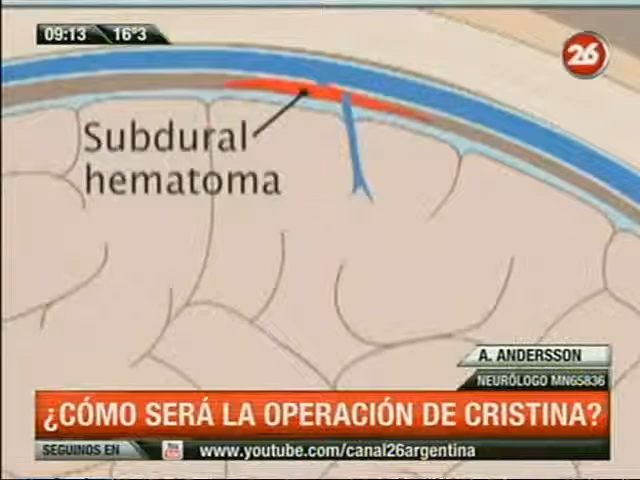 09:13 16°3
26
Subdural
hematoma
A. ANDERSSON
NEURÓLOGO MN65836
¿CÓMO SERÁ LA OPERACIÓN DE CRISTINA?
SEGUINOS EN
www.youtube.com/canal26argentina